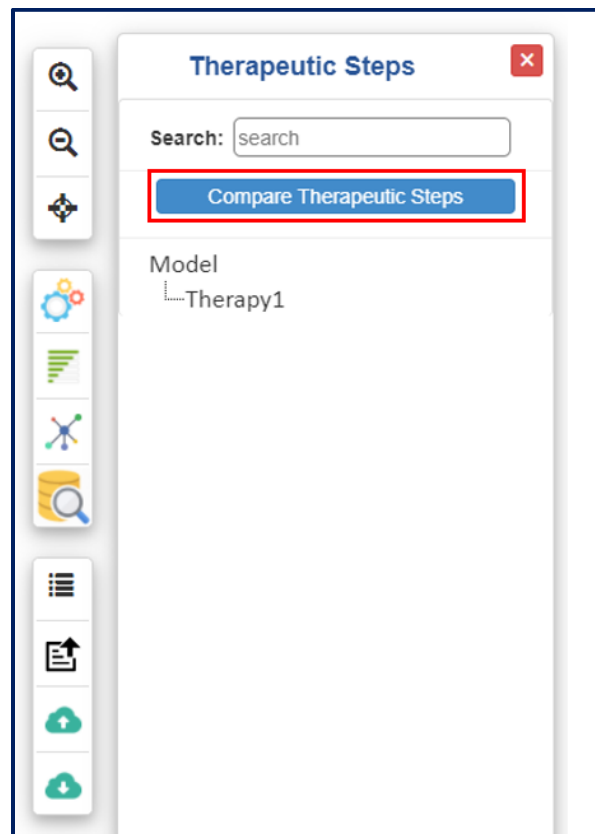 Therapeutic Steps
Search: search
Compare Therapeutic Steps
Model
Therapy1